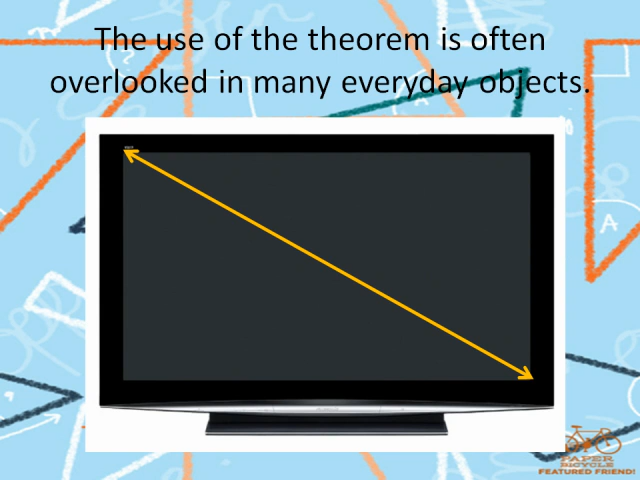 The use of the theorem is often
overlooked in many everyday objects.
A
A
PAPER
BICYCLE
FEATURED FRIEND!